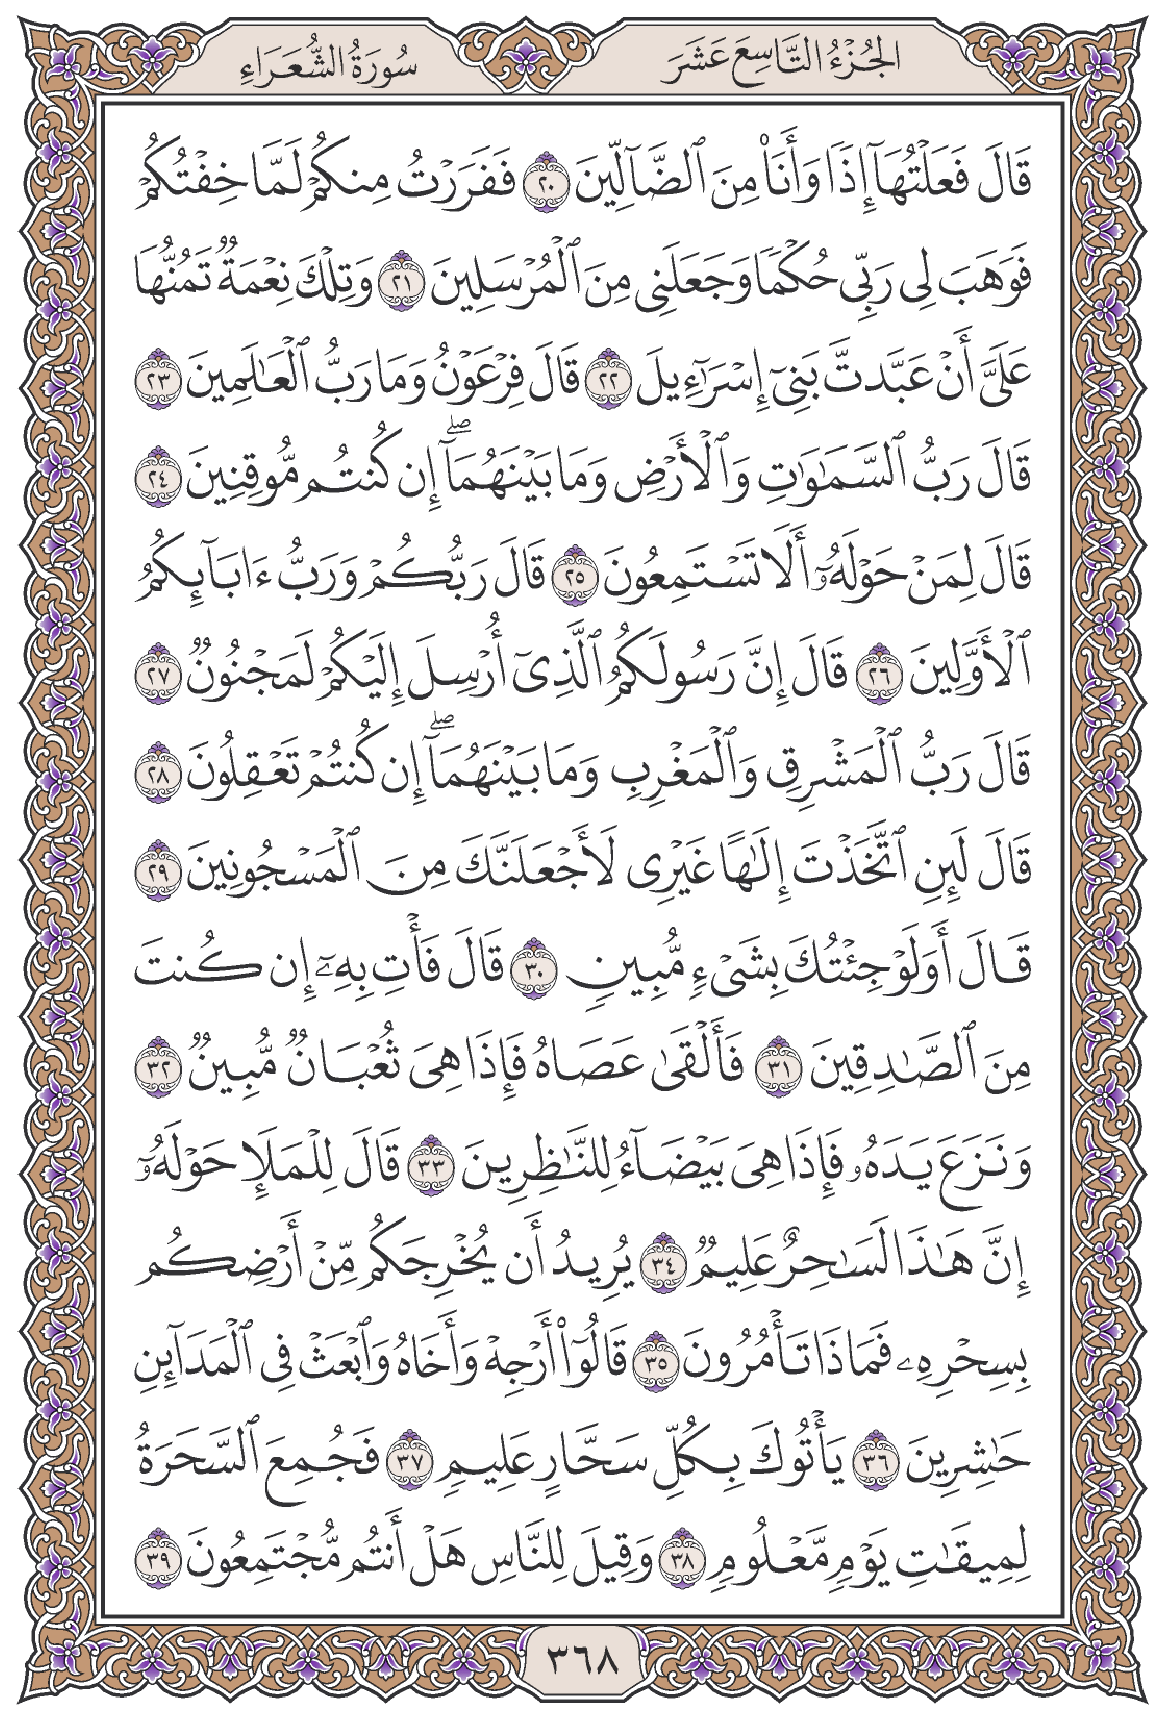 الجُزْءُ التَّاسِعَ عَشَرَ
سُورَةُ الشُّعَرَاءِ
قَالَ فَعَلْتُهَآ إِذًا وَأَنَا۠ مِنَ ٱلضَّآلِّينَ ٢٠ فَفَرَرْتُ مِنكُمْ لَمَّا خِفْتُكُمْ
فَوَهَبَ لِى رَبِّى حُكْمًا وَجَعَلَنِى مِنَ ٱلْمُرْسَلِينَ ٢١ وَتِلْكَ نِعْمَةٌ تَمُنُّهَا
عَلَىَّ أَنْ عَبَّدتَّ بَنِىٓ إِسْرَٰٓءِيلَ ٢٢ قَالَ فِرْعَوْنُ وَمَا رَبُّ ٱلْعَٰلَمِينَ ٢٣
قَالَ رَبُّ ٱلسَّمَٰوَٰتِ وَٱلْأَرْضِ وَمَا بَيْنَهُمَآ ۖ إِن كُنتُم مُّوقِنِينَ ٢٤
قَالَ لِمَنْ حَوْلَهُۥٓ أَلَا تَسْتَمِعُونَ ٢٥ قَالَ رَبُّكُمْ وَرَبُّ ءَابَآئِكُمُ
ٱلْأَوَّلِينَ ٢٦ قَالَ إِنَّ رَسُولَكُمُ ٱلَّذِىٓ أُرْسِلَ إِلَيْكُمْ لَمَجْنُونٌ ٢٧
قَالَ رَبُّ ٱلْمَشْرِقِ وَٱلْمَغْرِبِ وَمَا بَيْنَهُمَآ ۖ إِن كُنتُمْ تَعْقِلُونَ ٢٨
قَالَ لَئِنِ ٱتَّخَذْتَ إِلَٰهًا غَيْرِى لَأَجْعَلَنَّكَ مِنَ ٱلْمَسْجُونِينَ ٢٩
قَالَ أَوَلَوْ جِئْتُكَ بِشَىْءٍ مُّبِينٍ ٣٠ قَالَ فَأْتِ بِهِۦٓ إِن كُنتَ
مِنَ ٱلصَّٰدِقِينَ ٣١ فَأَلْقَىٰ عَصَاهُ فَإِذَا هِىَ ثُعْبَانٌ مُّبِينٌ ٣٢
وَنَزَعَ يَدَهُۥ فَإِذَا هِىَ بَيْضَآءُ لِلنَّٰظِرِينَ ٣٣ قَالَ لِلْمَلَإِ حَوْلَهُۥٓ
إِنَّ هَٰذَا لَسَٰحِرٌ عَلِيمٌ ٣٤ يُرِيدُ أَن يُخْرِجَكُم مِّنْ أَرْضِكُم
بِسِحْرِهِۦ فَمَاذَا تَأْمُرُونَ ٣٥ قَالُوٓا۟ أَرْجِهْ وَأَخَاهُ وَٱبْعَثْ فِى ٱلْمَدَآئِنِ
حَٰشِرِينَ ٣٦ يَأْتُوكَ بِكُلِّ سَحَّارٍ عَلِيمٍ ٣٧ فَجُمِعَ ٱلسَّحَرَةُ
لِمِيقَٰتِ يَوْمٍ مَّعْلُومٍ ٣٨ وَقِيلَ لِلنَّاسِ هَلْ أَنتُم مُّجْتَمِعُونَ ٣٩
٣٦٨